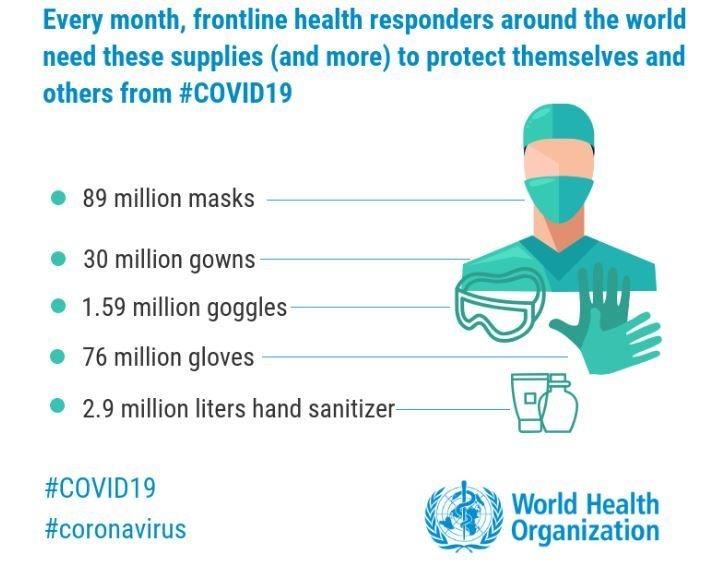 Every month, frontline health responders around the world
need these supplies (and more) to protect themselves and
others from #COVID19
89 million masks
30 million gowns
1.59 million goggles
76 million gloves
2.9 million liters hand sanitizer
#COVID19
#coronavirus
World Health
Organization